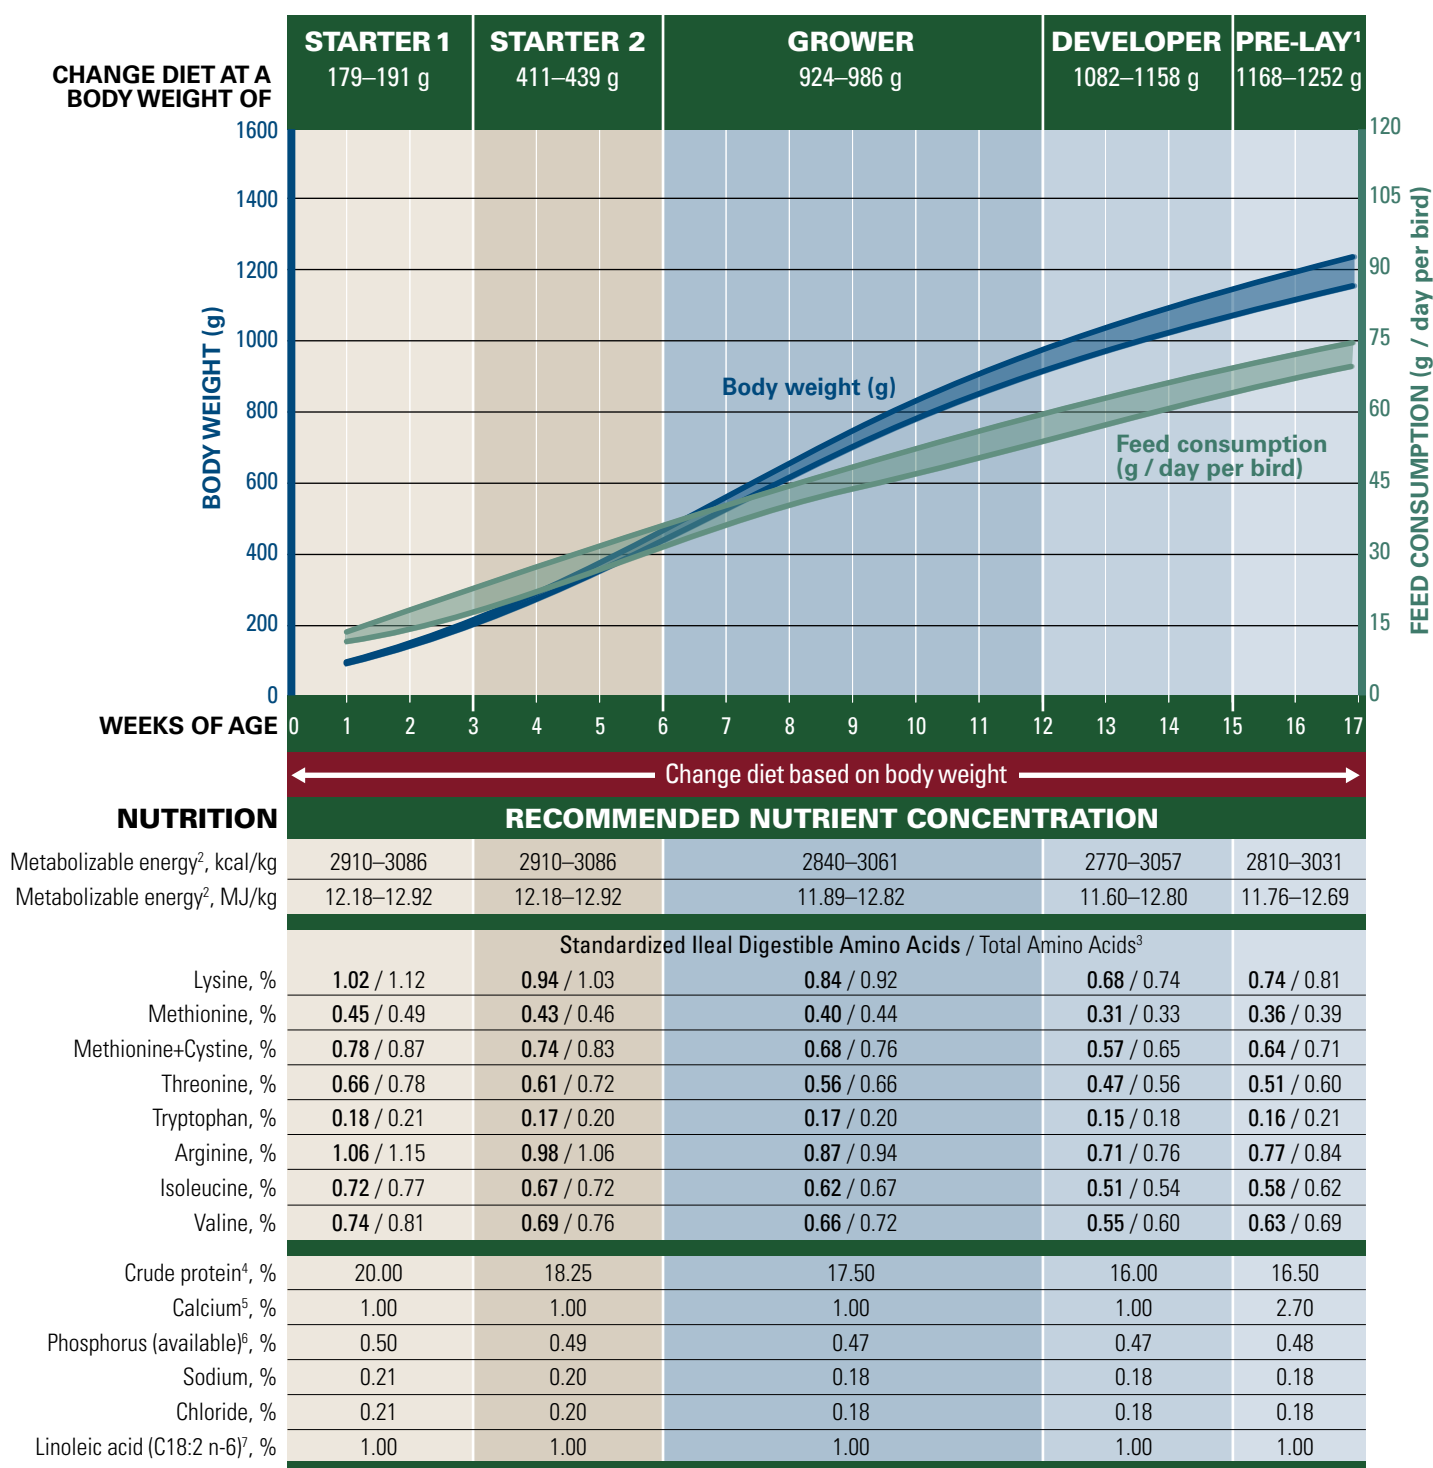 STARTER 1 STARTER 2 GROWER DEVELOPER PRE-LAY¹
CHANGE DIET AT A BODY WEIGHT OF 179–191 g 411–439 g 924–986 g 1082–1158 g 1168–1252 g
1600 120
1400 105
1200 90
1000 75
800 60
600 45
400 30
200 15
0 0
BODY WEIGHT (g)
FEED CONSUMPTION (g / day per bird)
Body weight (g)
Feed consumption
(g / day per bird)
WEEKS OF AGE 0 1 2 3 4 5 6 7 8 9 10 11 12 13 14 15 16 17
Change diet based on body weight
NUTRITION RECOMMENDED NUTRIENT CONCENTRATION
Metabolizable energy², kcal/kg 2910–3086 2910–3086 2840–3061 2770–3057 2810–3031
Metabolizable energy², MJ/kg 12.18–12.92 12.18–12.92 11.89–12.82 11.60–12.80 11.76–12.69
Standardized Ileal Digestible Amino Acids / Total Amino Acids³
Lysine, % 1.02 / 1.12 0.94 / 1.03 0.84 / 0.92 0.68 / 0.74 0.74 / 0.81
Methionine, % 0.45 / 0.49 0.43 / 0.46 0.40 / 0.44 0.31 / 0.33 0.36 / 0.39
Methionine+Cystine, % 0.78 / 0.87 0.74 / 0.83 0.68 / 0.76 0.57 / 0.65 0.64 / 0.71
Threonine, % 0.66 / 0.78 0.61 / 0.72 0.56 / 0.66 0.47 / 0.56 0.51 / 0.60
Tryptophan, % 0.18 / 0.21 0.17 / 0.20 0.17 / 0.20 0.15 / 0.18 0.16 / 0.21
Arginine, % 1.06 / 1.15 0.98 / 1.06 0.87 / 0.94 0.71 / 0.76 0.77 / 0.84
Isoleucine, % 0.72 / 0.77 0.67 / 0.72 0.62 / 0.67 0.51 / 0.54 0.58 / 0.62
Valine, % 0.74 / 0.81 0.69 / 0.76 0.66 / 0.72 0.55 / 0.60 0.63 / 0.69
Crude protein⁴, % 20.00 18.25 17.50 16.00 16.50
Calcium⁵, % 1.00 1.00 1.00 1.00 2.70
Phosphorus (available)⁶, % 0.50 0.49 0.47 0.47 0.48
Sodium, % 0.21 0.20 0.18 0.18 0.18
Chloride, % 0.21 0.20 0.18 0.18 0.18
Linoleic acid (C18:2 n-6)⁷, % 1.00 1.00 1.00 1.00 1.00